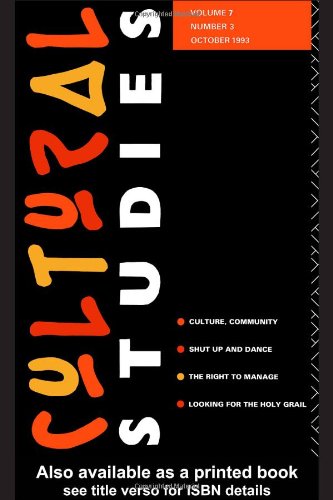 VOLUME 7
NUMBER 3
OCTOBER 1993
CULTURAL
STUDIES
CULTURE, COMMUNITY
SHUT UP AND DANCE
THE RIGHT TO MANAGE
LOOKING FOR THE HOLY GRAIL
Also available as a printed book
see title verso for ISBN details